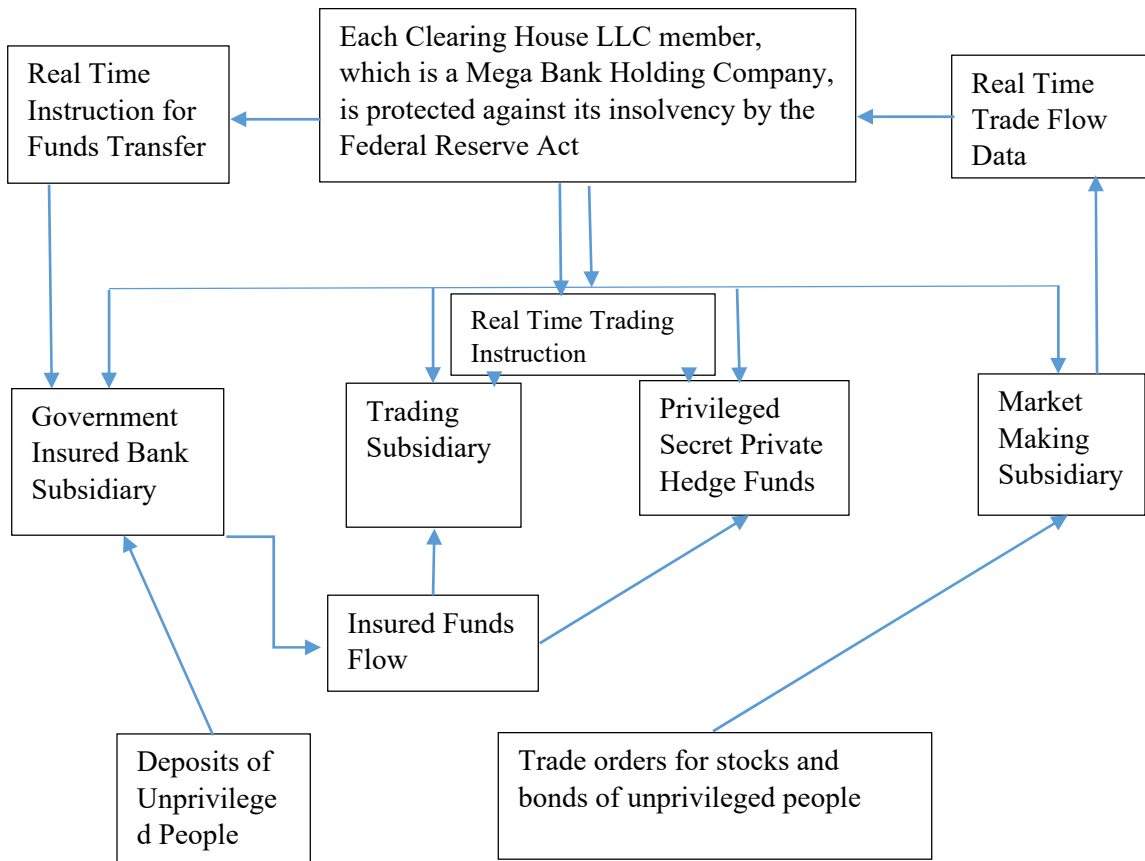 Real Time
Instruction for
Funds Transfer
Each Clearing House LLC member,
which is a Mega Bank Holding Company,
is protected against its insolvency by the
Federal Reserve Act
Real Time
Trade Flow
Data
Real Time Trading
Instruction
Government
Insured Bank
Subsidiary
Trading
Subsidiary
Privileged
Secret Private
Hedge Funds
Market
Making
Subsidiary
Insured Funds
Flow
Deposits of
Unprivilege
d People
Trade orders for stocks and
bonds of unprivileged people